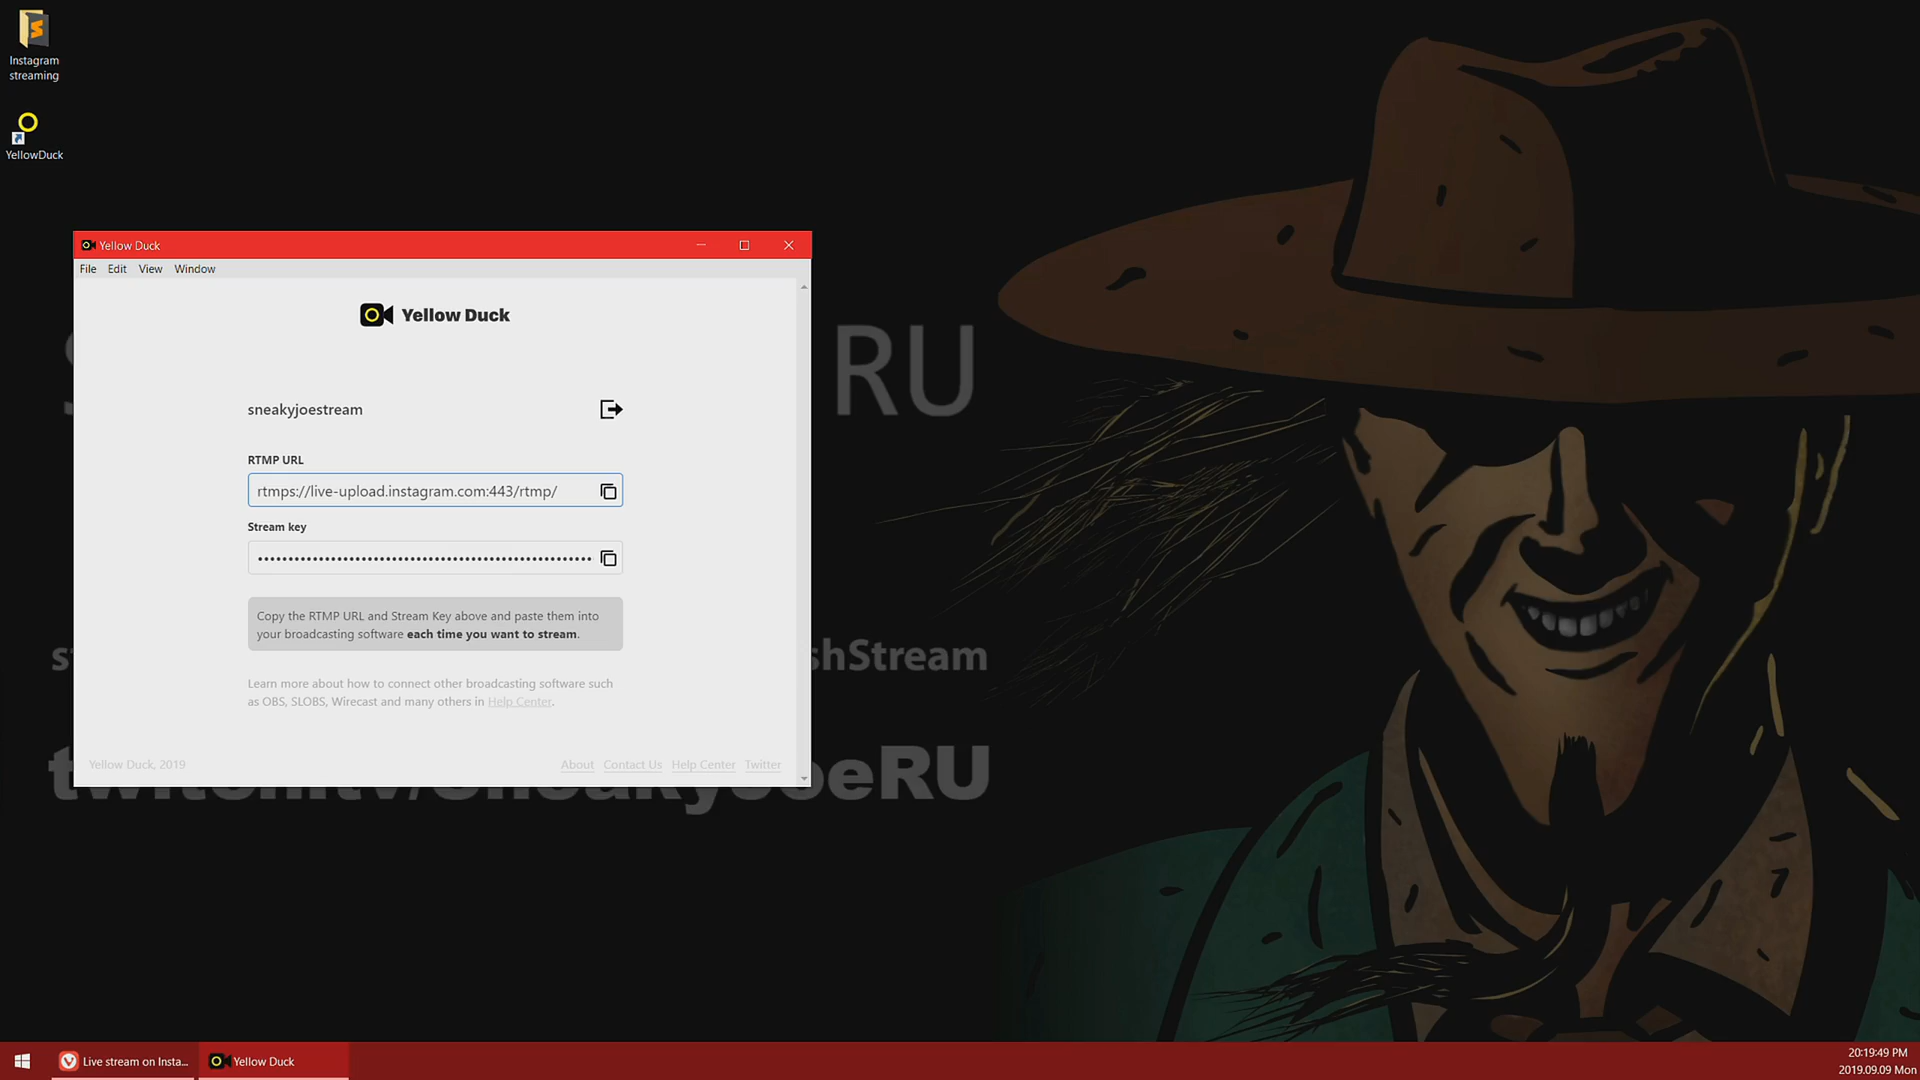 Instagram
streaming
YellowDuck
Yellow Duck
File Edit View Window
Yellow Duck
sneakyjoestream
RTMP URL
rtmps://live-upload.instagram.com:443/rtmp/
Stream key
Copy the RTMP URL and Stream Key above and paste them into
your broadcasting software each time you want to stream.
Learn more about how to connect other broadcasting software such
as OBS, SLOBS, Wirecast and many others in Help Center.
Yellow Duck, 2019
About Contact Us Help Center Twitter
RU
shStream
twitch.tv/SneakyJoeRU
Live stream on Insta...
Yellow Duck
20:19:49 PM
2019.09.09 Mon